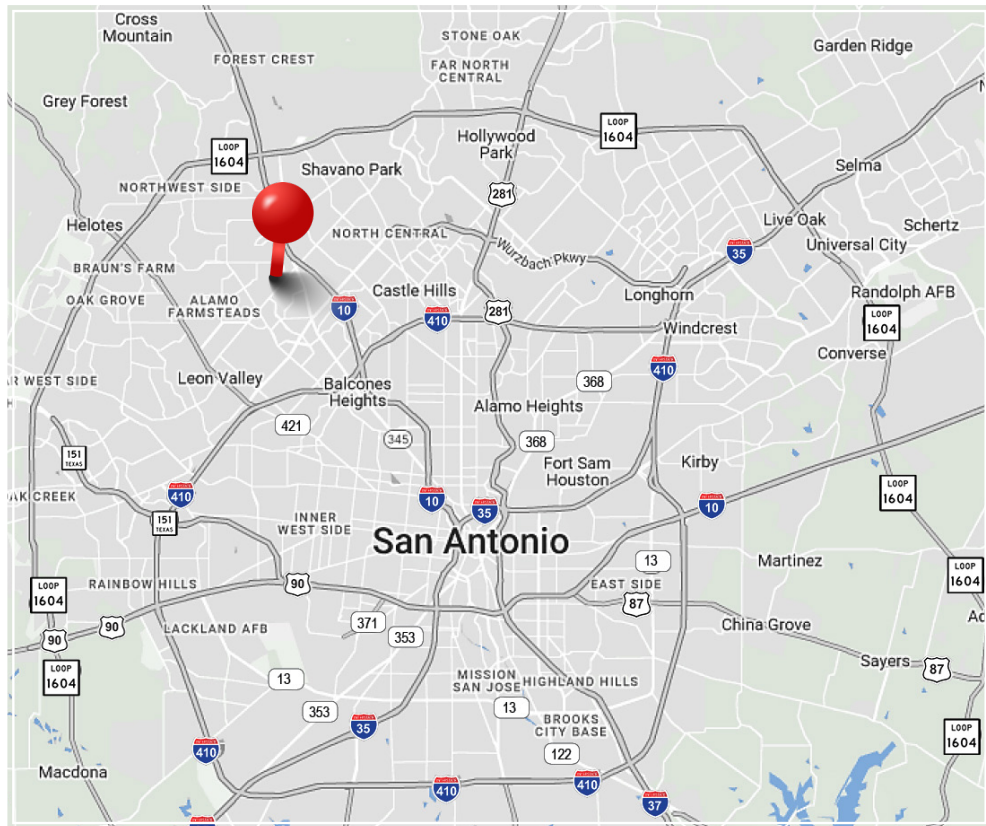 Cross
Mountain
STONE OAK
Garden Ridge
FOREST CREST
FAR NORTH
CENTRAL
Grey Forest
LOOP
1604
Hollywood
Park
LOOP
1604
Shavano Park
Selma
NORTHWEST SIDE
281
Helotes
NORTH CENTRAL
Live Oak
Schertz
Wurzbach Pkwy
35
Universal City
BRAUN'S FARM
OAK GROVE
ALAMO
FARMSTEADS
10
Castle Hills
410
281
Longhorn
Randolph AFB
LOOP
1604
Windcrest
Converse
Leon Valley
Balcones
Heights
368
410
Alamo Heights
421
345
368
151
TEXAS
Fort Sam
Houston
Kirby
410
10
35
10
LOOP
1604
OAK CREEK
151
TEXAS
INNER
WEST SIDE
San Antonio
13
Martinez
LOOP
1604
RAINBOW HILLS
90
EAST SIDE
87
LOOP
1604
90
90
LACKLAND AFB
371
353
China Grove
LOOP
1604
Sayers
87
13
MISSION
SAN JOSE
HIGHLAND HILLS
353
13
35
BROOKS
CITY BASE
122
LOOP
1604
410
Macdona
410
410
37